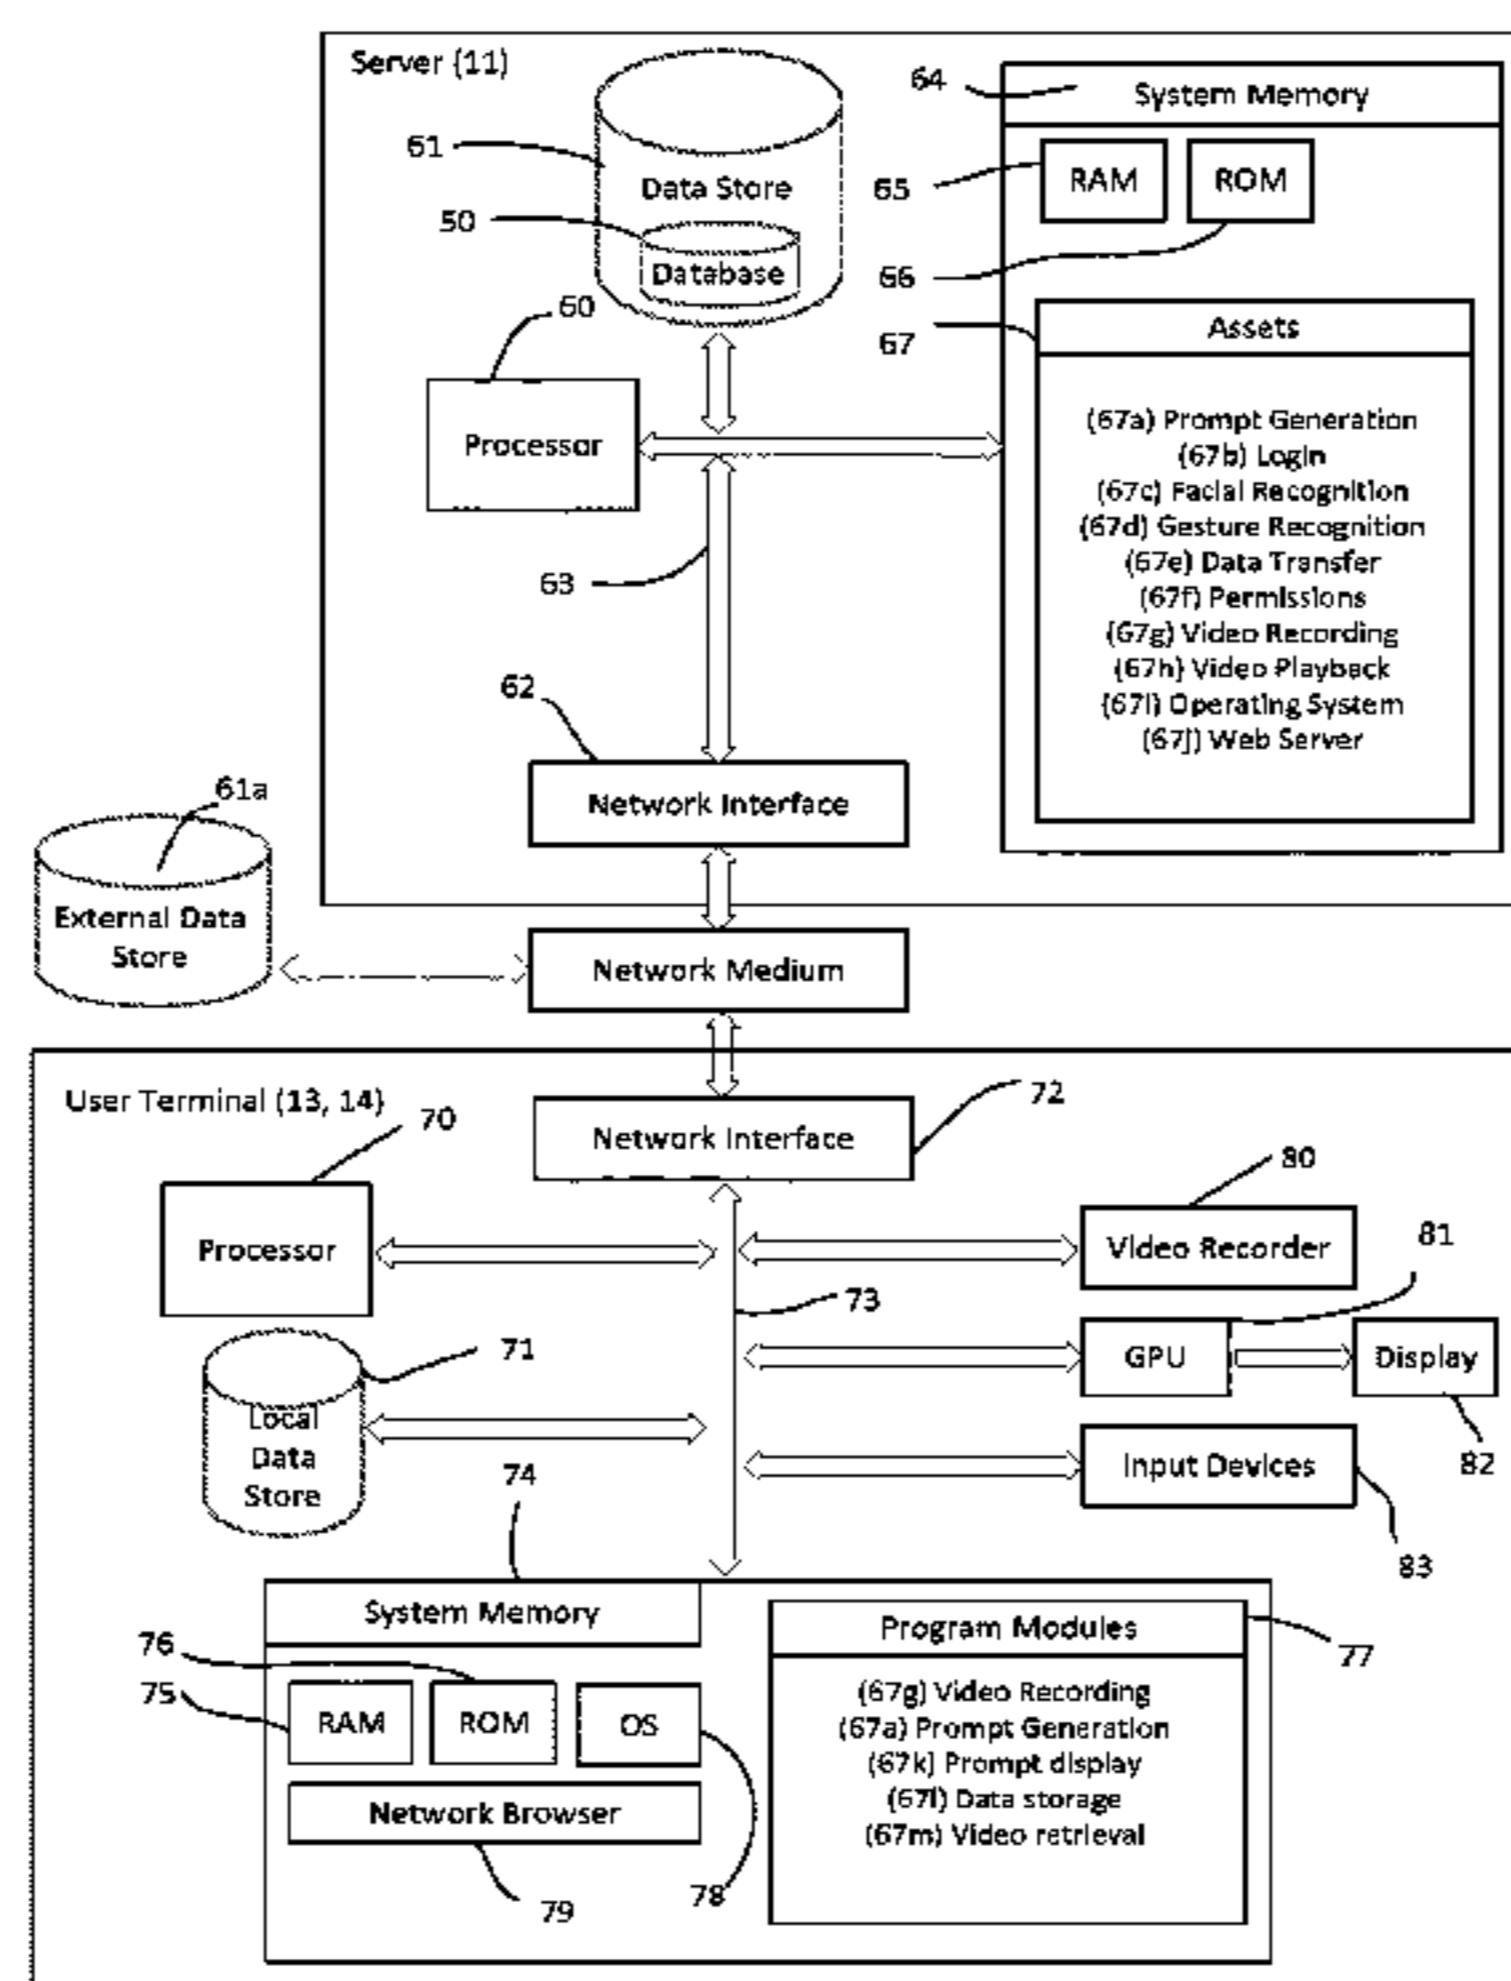 Server (11)
64
System Memory
61
Data Store
65
RAM
ROM
50
Database
66
60
67
Assets
Processor
(67a) Prompt Generation
(67b) Login
(67c) Facial Recognition
(67d) Gesture Recognition
(67e) Data Transfer
63
(67f) Permissions
(67g) Video Recording
(67h) Video Playback
62
(67i) Operating System
(67j) Web Server
61a
Network Interface
External Data
Store
Network Medium
User Terminal (13, 14)
70
72
Network Interface
80
Processor
Video Recorder
81
73
71
GPU
Display
Local
Data
Store
74
Input Devices
82
83
System Memory
Program Modules
76
77
75
RAM
ROM
OS
(67g) Video Recording
(67a) Prompt Generation
(67k) Prompt display
(67l) Data storage
(67m) Video retrieval
Network Browser
78
79